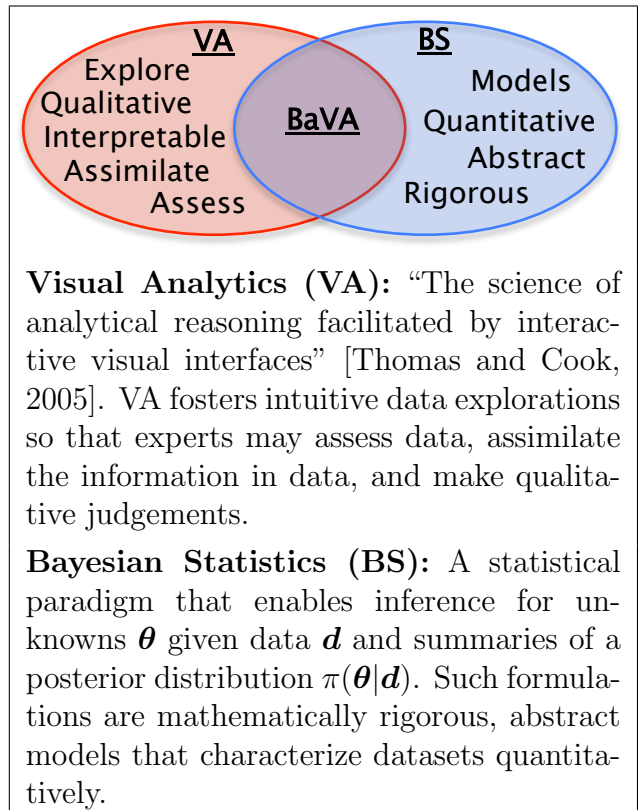 VA
BS
Explore
Qualitative
Interpretable
Assimilate
Assess
BaVA
Models
Quantitative
Abstract
Rigorous
Visual Analytics (VA): “The science of
analytical reasoning facilitated by interac-
tive visual interfaces” [Thomas and Cook,
2005]. VA fosters intuitive data explorations
so that experts may assess data, assimilate
the information in data, and make qualita-
tive judgements.
Bayesian Statistics (BS): A statistical
paradigm that enables inference for un-
knowns θ given data d and summaries of a
posterior distribution π(θ|d). Such formula-
tions are mathematically rigorous, abstract
models that characterize datasets quantita-
tively.